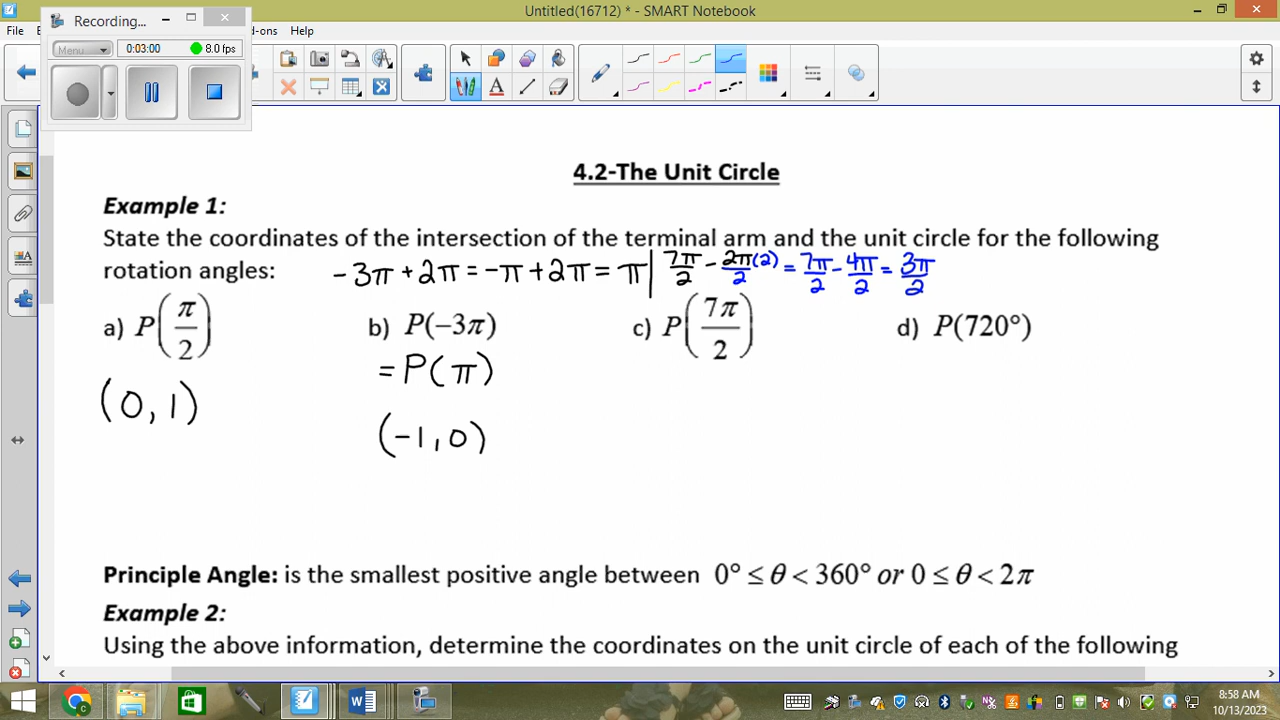 Untitled(16712) * - SMART Notebook
Recording...
File
d-ons Help
Menu 0:03:00 8.0 fps
4.2-The Unit Circle
Example 1:
State the coordinates of the intersection of the terminal arm and the unit circle for the following
rotation angles: -3π + 2π = -π + 2π = π | 7π/2 - 2π/2 (2) = 7π/2 - 4π/2 = 3π/2
a) P(π/2) b) P(−3π) c) P(7π/2) d) P(720°)
= P(π)
(0, 1)
(-1, 0)
Principle Angle: is the smallest positive angle between 0° ≤ θ < 360° or 0 ≤ θ < 2π
Example 2:
Using the above information, determine the coordinates on the unit circle of each of the following
8:58 AM
10/13/2023